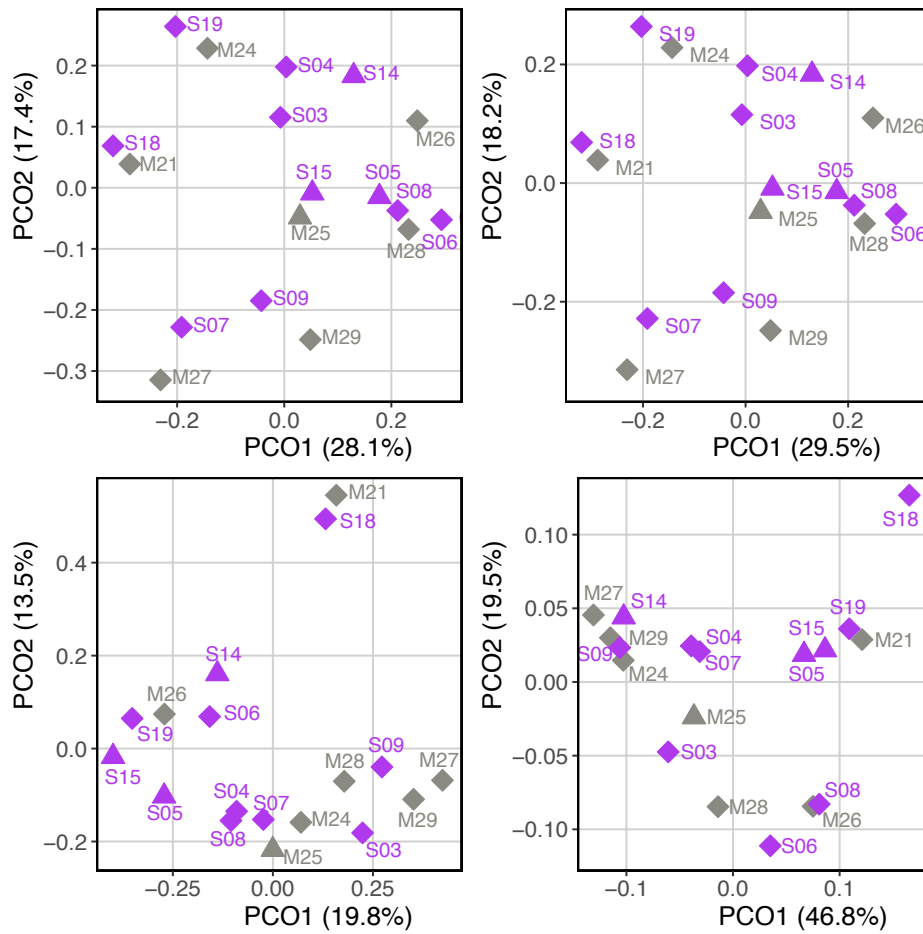 S19
M24
S04
S14
S03
M26
S18
M21
S15
S05
S08
M25
M28
S06
S09
S07
M29
M27
0.2
0.1
0.0
−0.1
−0.2
−0.3
PCO2 (17.4%)
−0.2
0.0
0.2
PCO1 (28.1%)
S19
M24
S04
S14
S03
M26
S18
M21
S05
S15
S08
M25
M28
S06
S09
S07
M29
M27
0.2
0.0
−0.2
PCO2 (18.2%)
−0.2
0.0
0.2
PCO1 (29.5%)
M21
S18
S14
M26
S06
S19
S09
S15
M28
M27
S05
S04
S07
M24
M29
S08
S03
M25
0.4
0.2
0.0
−0.2
PCO2 (13.5%)
−0.25
0.00
0.25
PCO1 (19.8%)
S18
M27
S14
S19
M29
S04
S15
M21
S09
S07
M24
S05
M25
S03
M28
S08
M26
S06
0.10
0.05
0.00
−0.05
−0.10
PCO2 (19.5%)
−0.1
0.0
0.1
PCO1 (46.8%)